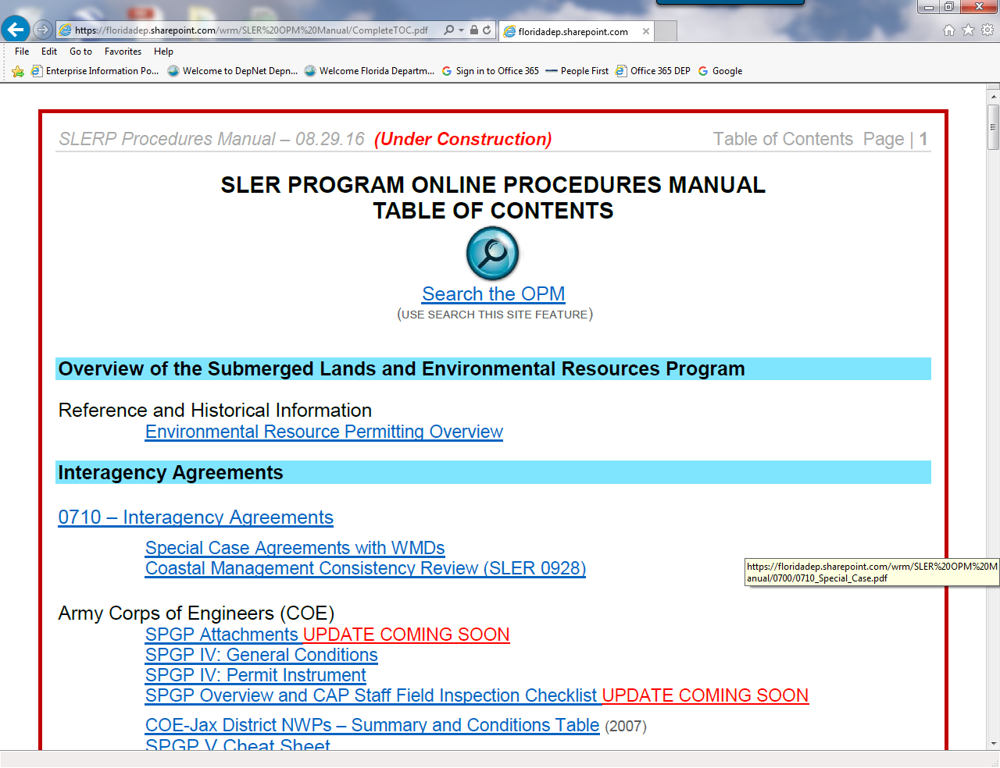 https://floridadep.sharepoint.com/wrm/SLER%20OPM%20Manual/CompleteTOC.pdf
floridadep.sharepoint.com
File Edit Go to Favorites Help
Enterprise Information Po... Welcome to DepNet Depn... Welcome Florida Departm... Sign in to Office 365 People First Office 365 DEP Google
SLERP Procedures Manual – 08.29.16 (Under Construction) Table of Contents Page | 1
SLER PROGRAM ONLINE PROCEDURES MANUAL
TABLE OF CONTENTS
Search the OPM
(USE SEARCH THIS SITE FEATURE)
Overview of the Submerged Lands and Environmental Resources Program
Reference and Historical Information
Environmental Resource Permitting Overview
Interagency Agreements
0710 – Interagency Agreements
Special Case Agreements with WMDs
Coastal Management Consistency Review (SLER 0928)
https://floridadep.sharepoint.com/wrm/SLER%20OPM%20M
anual/0700/0710_Special_Case.pdf
Army Corps of Engineers (COE)
SPGP Attachments UPDATE COMING SOON
SPGP IV: General Conditions
SPGP IV: Permit Instrument
SPGP Overview and CAP Staff Field Inspection Checklist UPDATE COMING SOON
COE-Jax District NWPs – Summary and Conditions Table (2007)
SPGP V Cheat Sheet